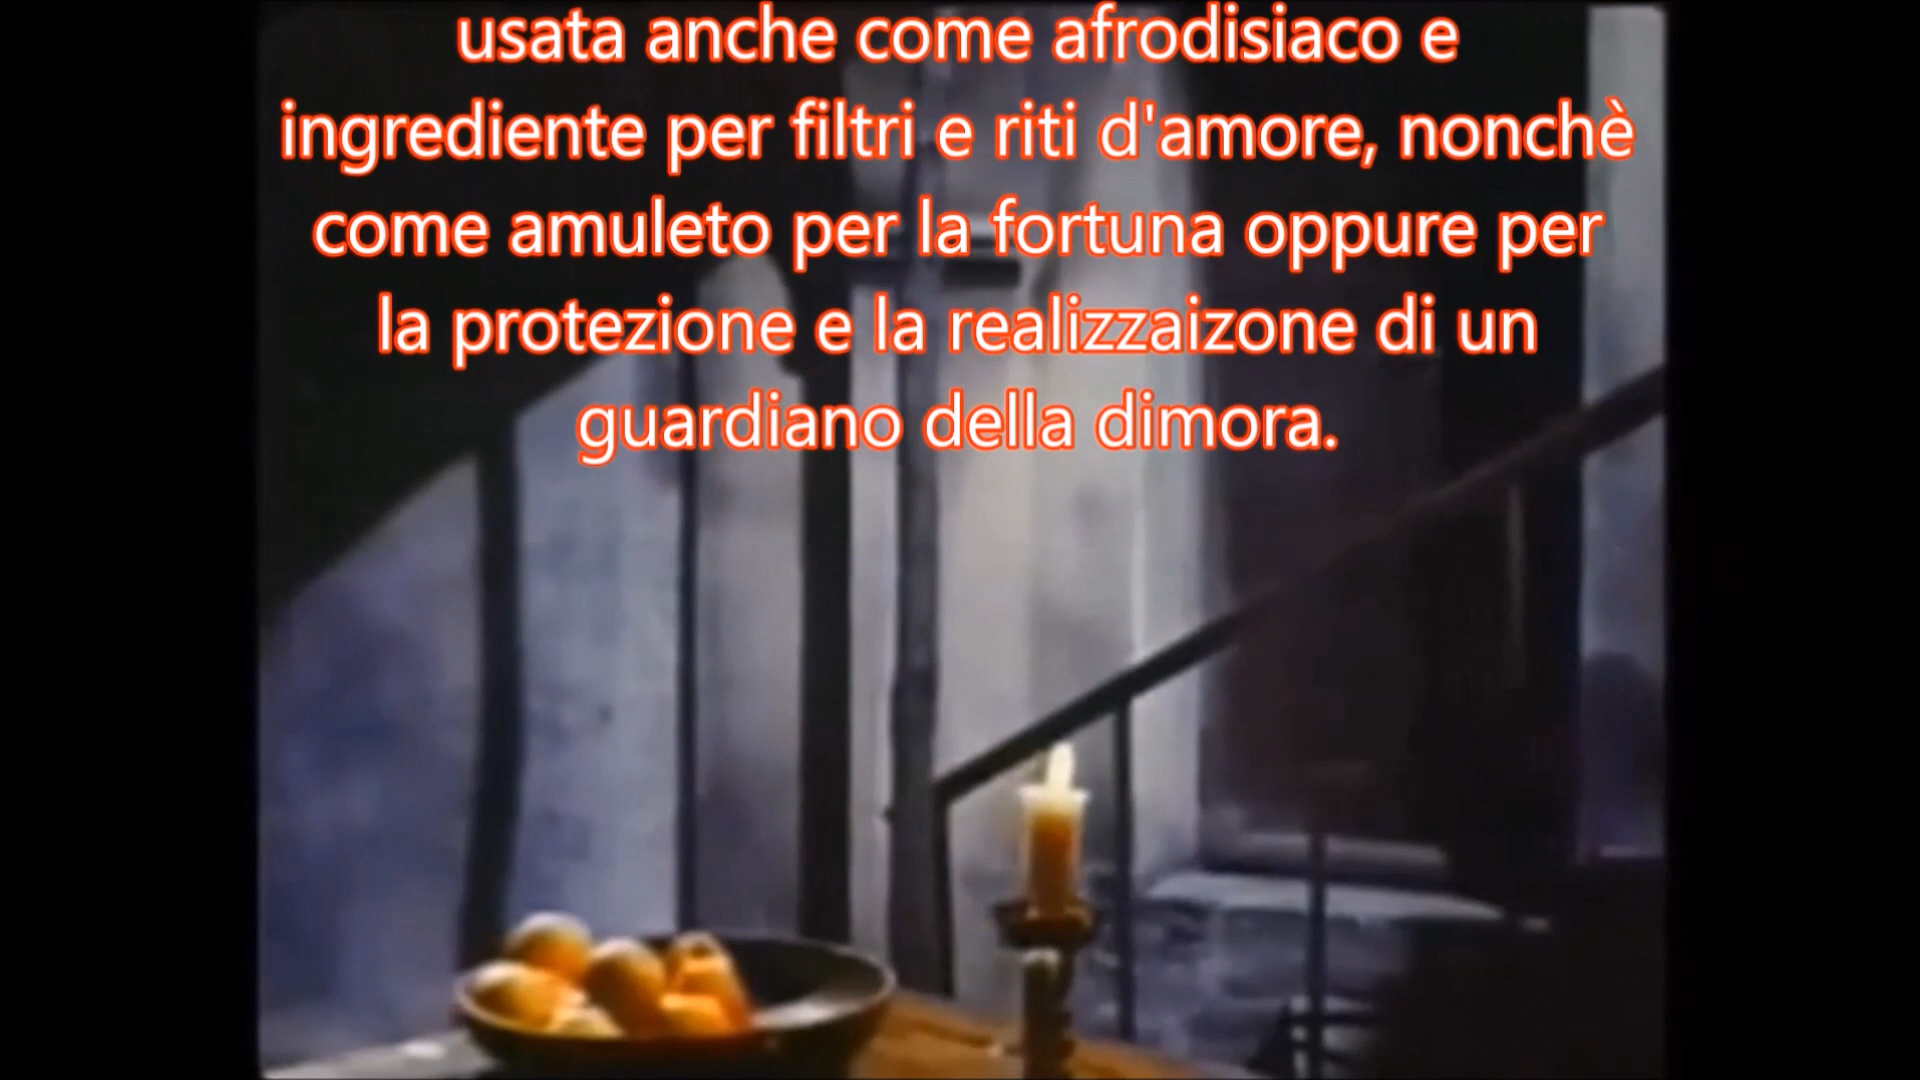 usata anche come afrodisiaco e
ingrediente per filtri e riti d'amore, nonchè
come amuleto per la fortuna oppure per
la protezione e la realizzaizone di un
guardiano della dimora.